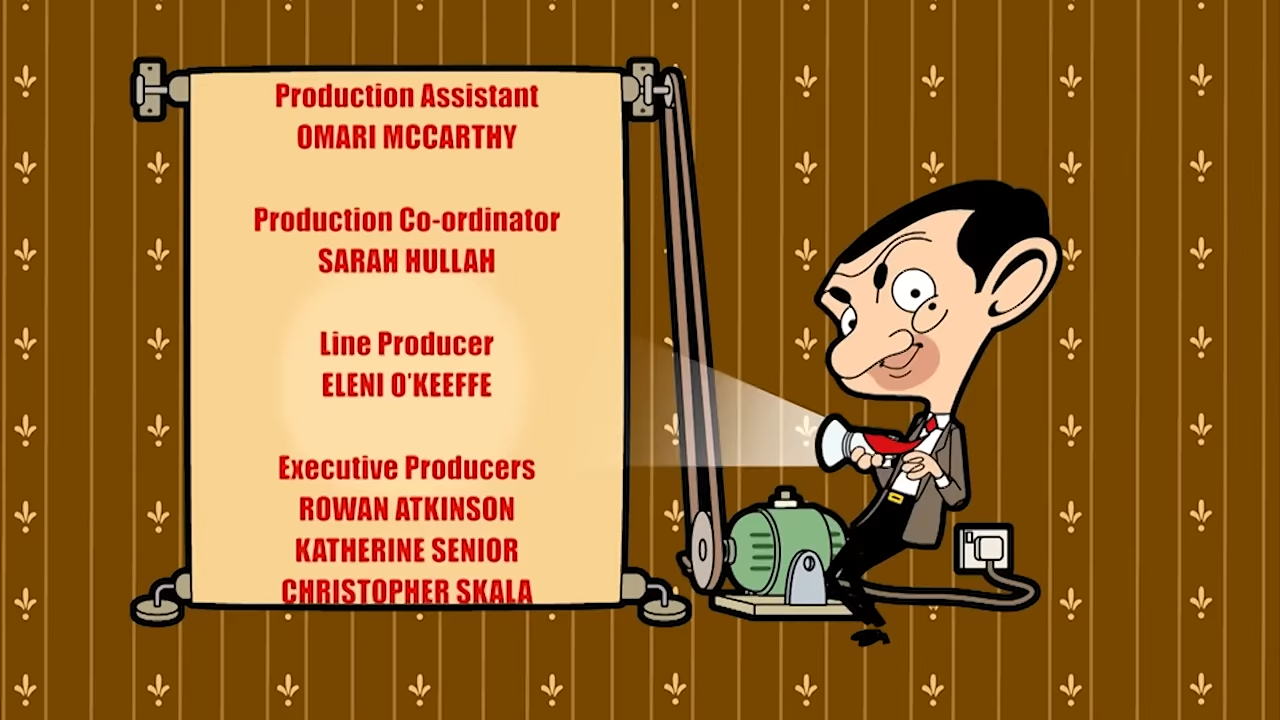 Production Assistant
OMARI MCCARTHY
Production Co-ordinator
SARAH HULLAH
Line Producer
ELENI O'KEEFFE
Executive Producers
ROWAN ATKINSON
KATHERINE SENIOR
CHRISTOPHER SKALA